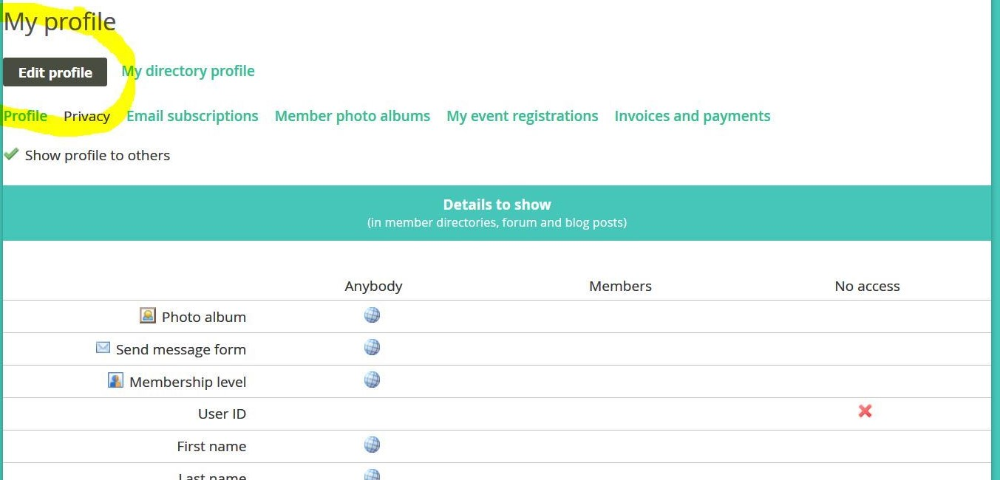 My profile
Edit profile My directory profile
Profile Privacy Email subscriptions Member photo albums My event registrations Invoices and payments
Show profile to others
Details to show
(in member directories, forum and blog posts)
Anybody Members No access
Photo album
Send message form
Membership level
User ID
First name
Last name